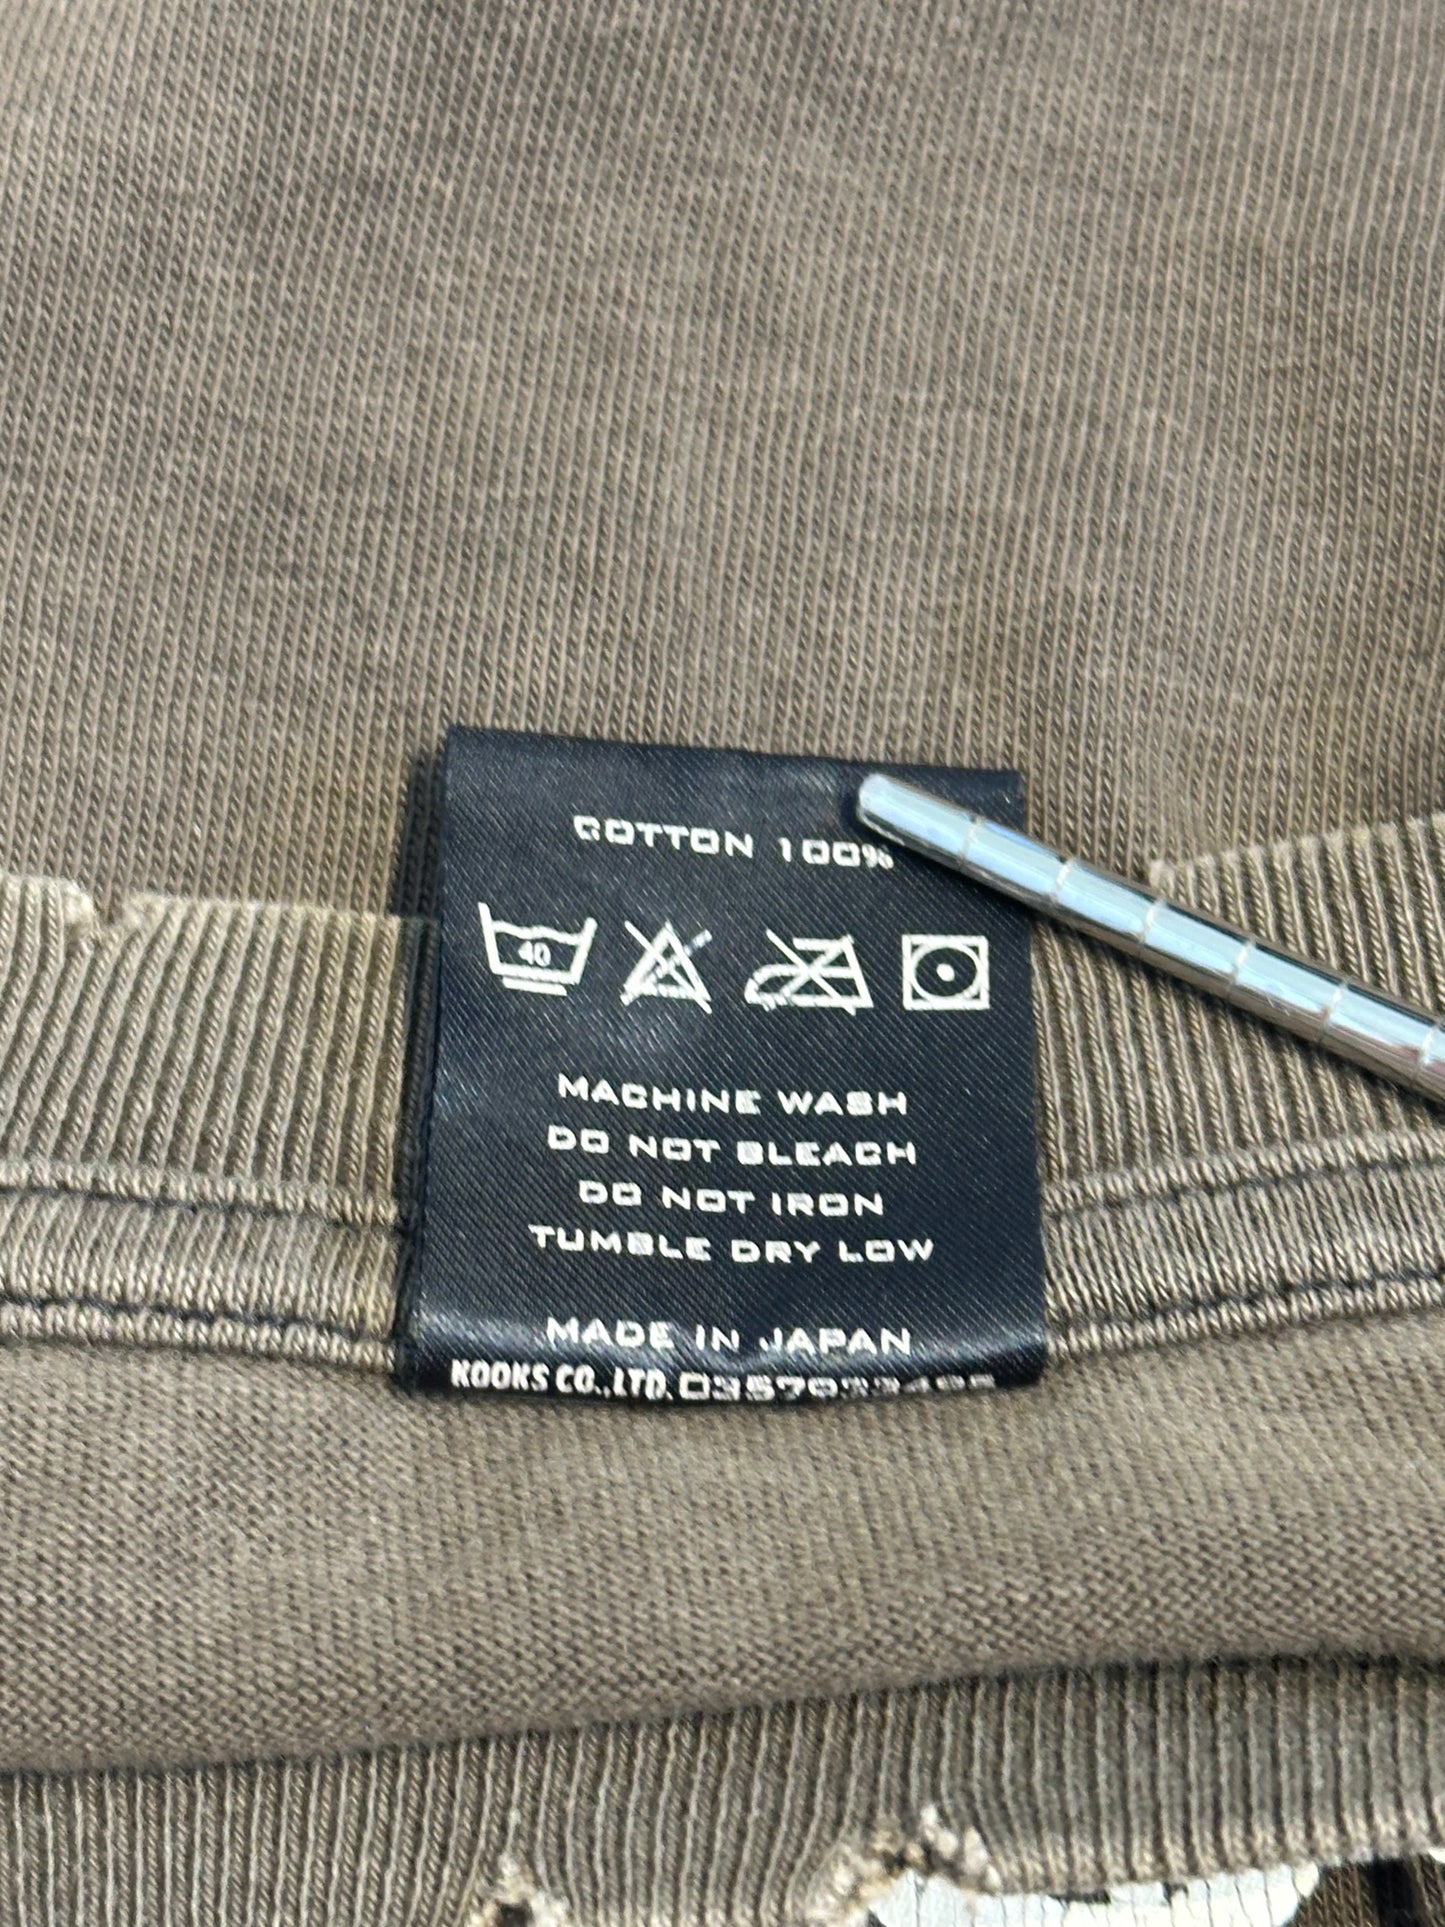 COTTON 100%
40
MACHINE WASH
DO NOT BLEACH
DO NOT IRON
TUMBLE DRY LOW
MADE IN JAPAN
KOOKS CO.,LTD.